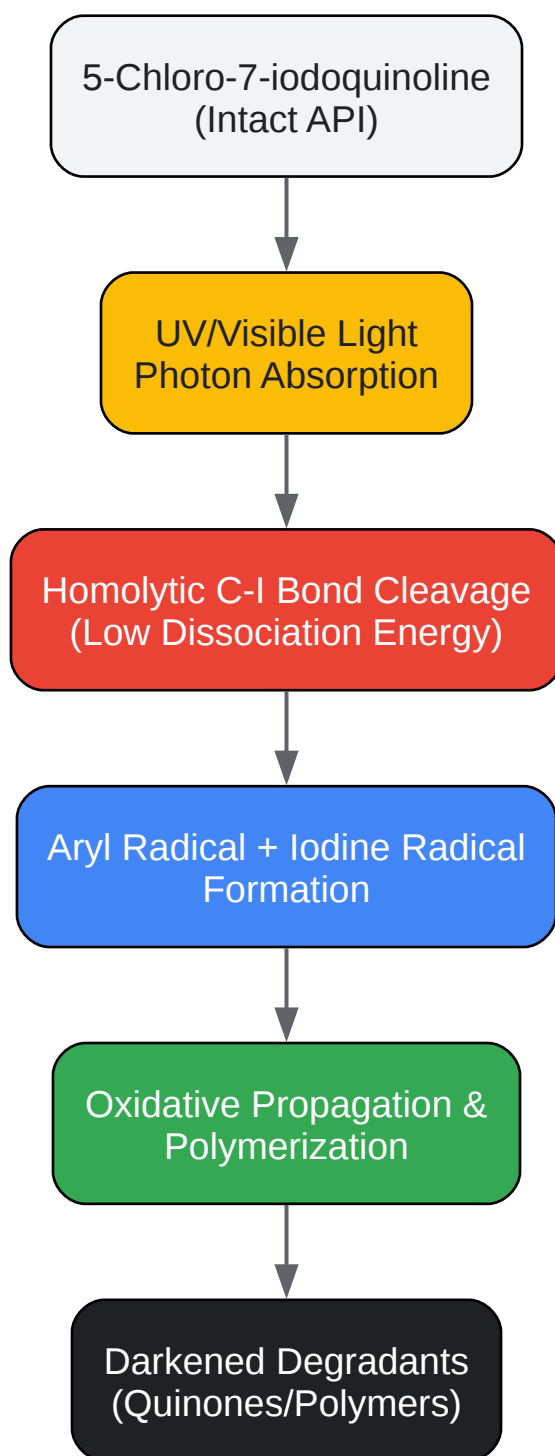 5-Chloro-7-iodoquinoline
(Intact API)
UV/Visible Light
Photon Absorption
Homolytic C-I Bond Cleavage
(Low Dissociation Energy)
Aryl Radical + Iodine Radical
Formation
Oxidative Propagation &
Polymerization
Darkened Degradants
(Quinones/Polymers)